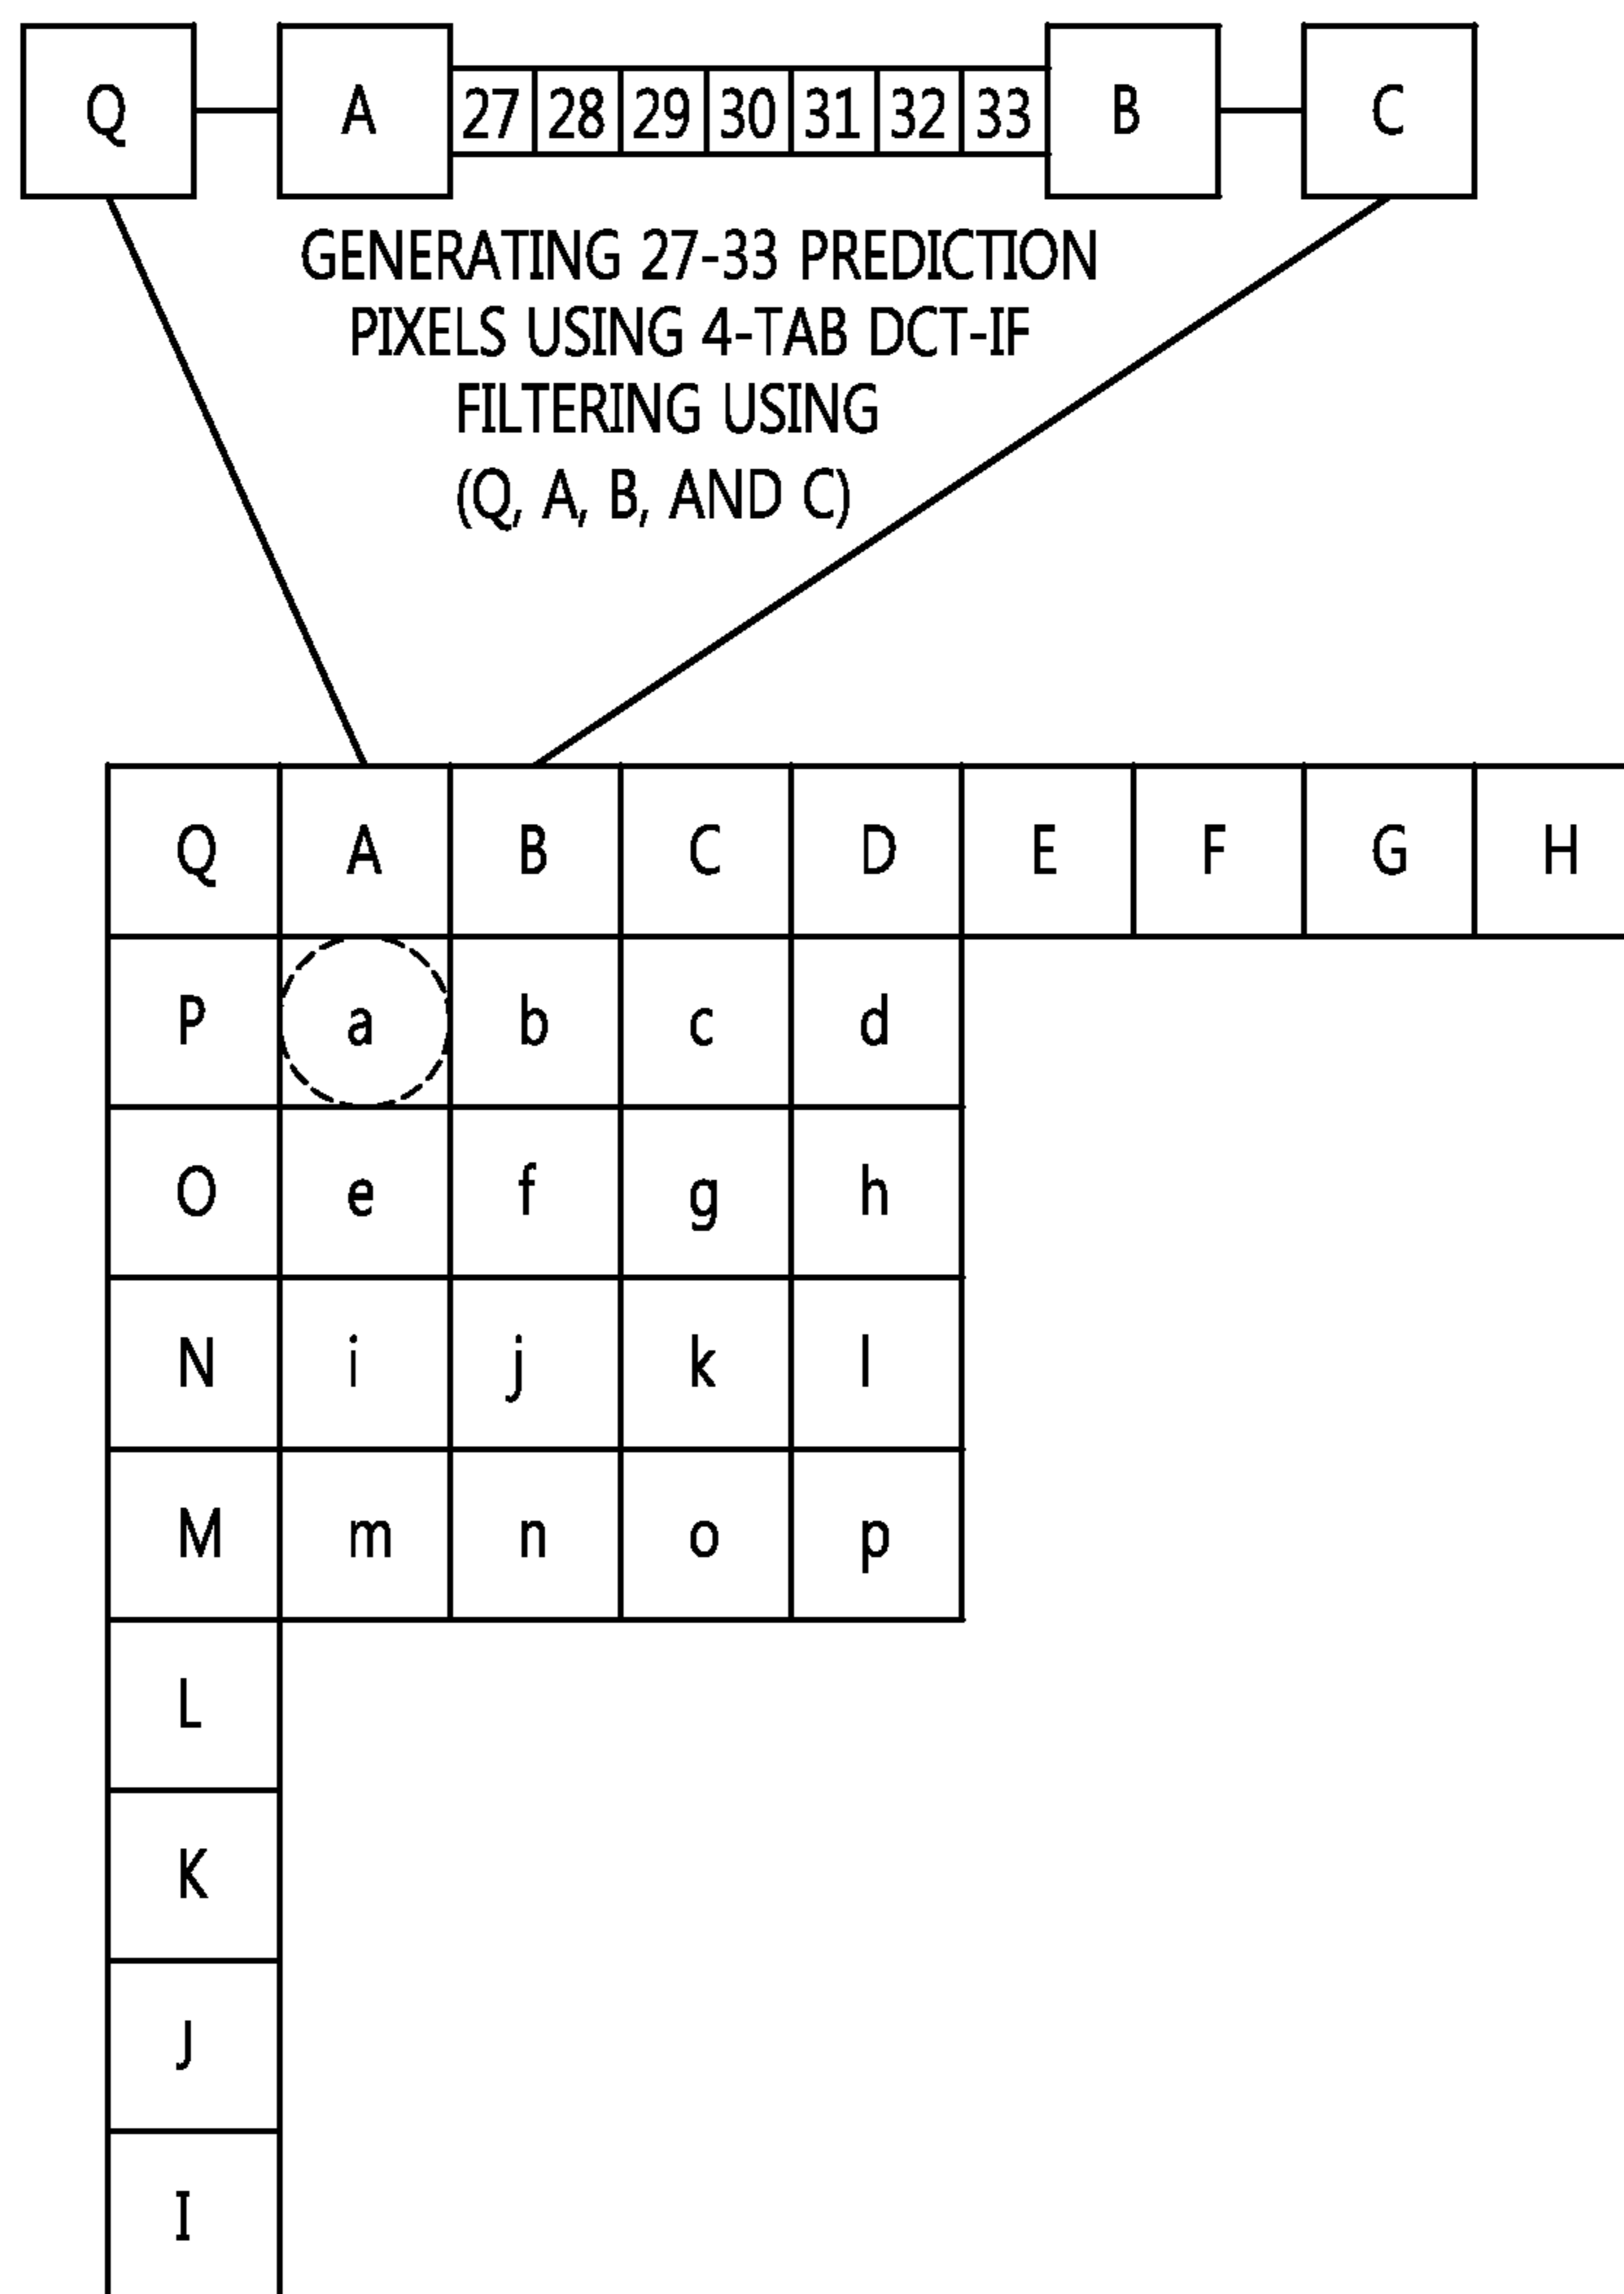 Q A 27 28 29 30 31 32 33 B C
GENERATING 27-33 PREDICTION
PIXELS USING 4-TAB DCT-IF
FILTERING USING
(Q, A, B, AND C)
Q A B C D E F G H
P a b c d
O e f g h
N i j k l
M m n o p
L
K
J
I